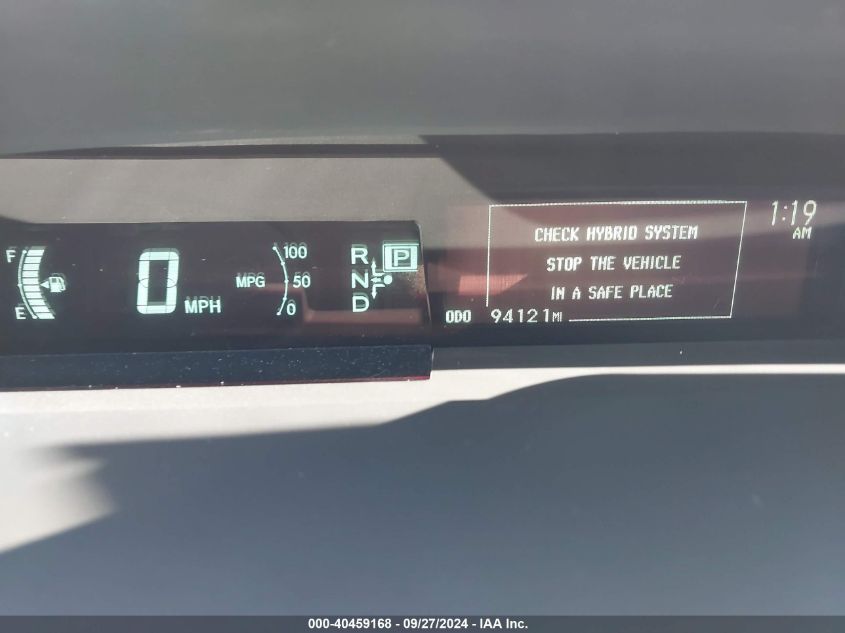 F
E
0 MPH
MPG
100
50
0
R
N
D
P
CHECK HYBRID SYSTEM
STOP THE VEHICLE
IN A SAFE PLACE
ODO 94121 MI
1:19
AM
000-40459168 - 09/27/2024 - IAA Inc.